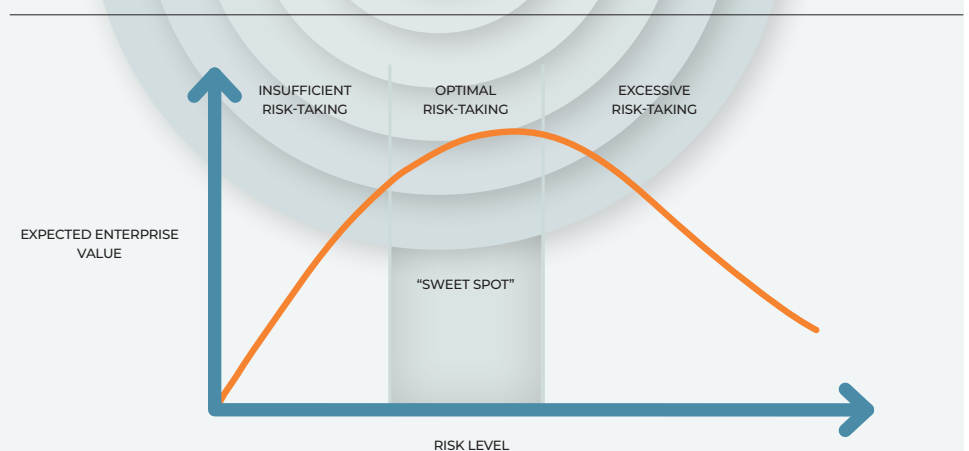 INSUFFICIENT
RISK-TAKING
OPTIMAL
RISK-TAKING
EXCESSIVE
RISK-TAKING
EXPECTED ENTERPRISE
VALUE
“SWEET SPOT”
RISK LEVEL